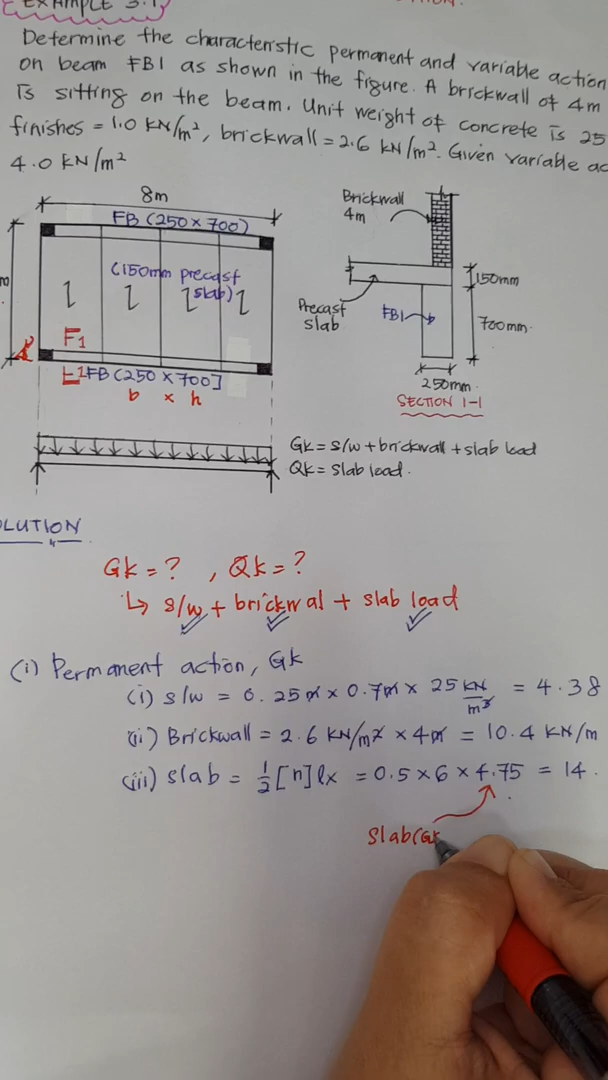 EXAMPLE 3.1
Determine the characteristic permanent and variable action
on beam FB1 as shown in the figure. A brickwall of 4m
is sitting on the beam. Unit weight of concrete is 25
finishes = 1.0 kN/m², brickwall = 2.6 kN/m². Given variable ac
4.0 kN/m²
8m
FB (250 x 700)
(150mm precast
slab)
F1
FB (250 x 700]
b x h
Brickwall
4m
150mm
Precast
slab
FB1
700mm
250mm
SECTION 1-1
Gk = s/w + brickwall + slab load
Qk = slab load.
OLUTION
Gk = ? , Qk = ?
↳ s/w + brickwal + slab load
(i) Permanent action, Gk
(i) s/w = 0.25m x 0.7m x 25 kN/m³ = 4.38
(ii) Brickwall = 2.6 kN/m² x 4m = 10.4 kN/m
(iii) slab = ½ [n] lx = 0.5 x 6 x 4.75 = 14.
slab(Gk